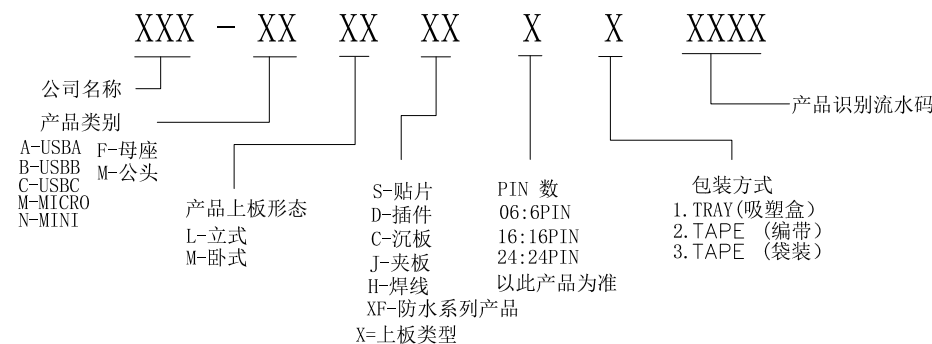 XXX - XX XX XX X X XXXX
公司名称
产品类别
A-USBA F-母座
B-USBB M-公头
C-USBC
M-MICRO
N-MINI
产品上板形态
L-立式
M-卧式
S-贴片
D-插件
C-沉板
J-夹板
H-焊线
XF-防水系列产品
X=上板类型
PIN 数
06:6PIN
16:16PIN
24:24PIN
以此产品为准
包装方式
1.TRAY(吸塑盒)
2.TAPE (编带)
3.TAPE (袋装)
产品识别流水码